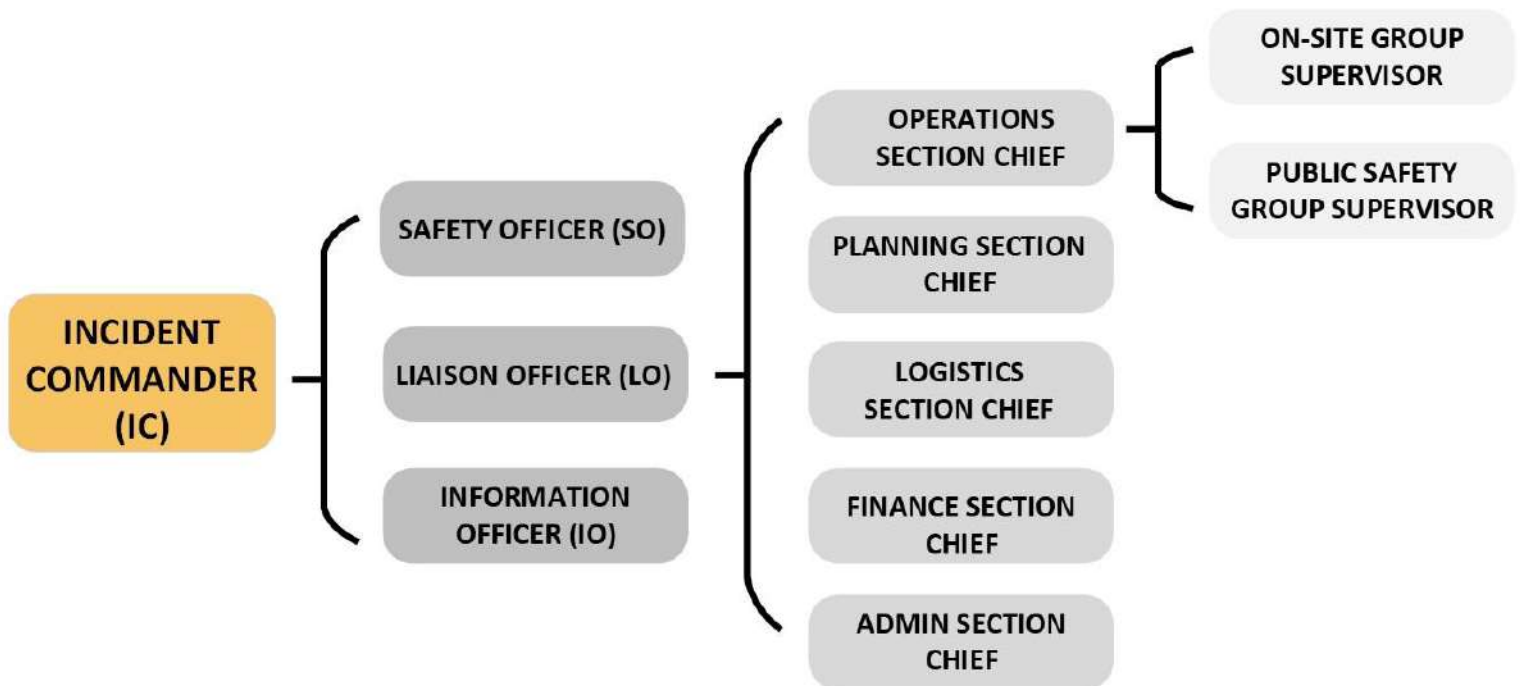 INCIDENT
COMMANDER
(IC)
SAFETY OFFICER (SO)
LIAISON OFFICER (LO)
INFORMATION
OFFICER (IO)
OPERATIONS
SECTION CHIEF
PLANNING SECTION
CHIEF
LOGISTICS
SECTION CHIEF
FINANCE SECTION
CHIEF
ADMIN SECTION
CHIEF
ON-SITE GROUP
SUPERVISOR
PUBLIC SAFETY
GROUP SUPERVISOR